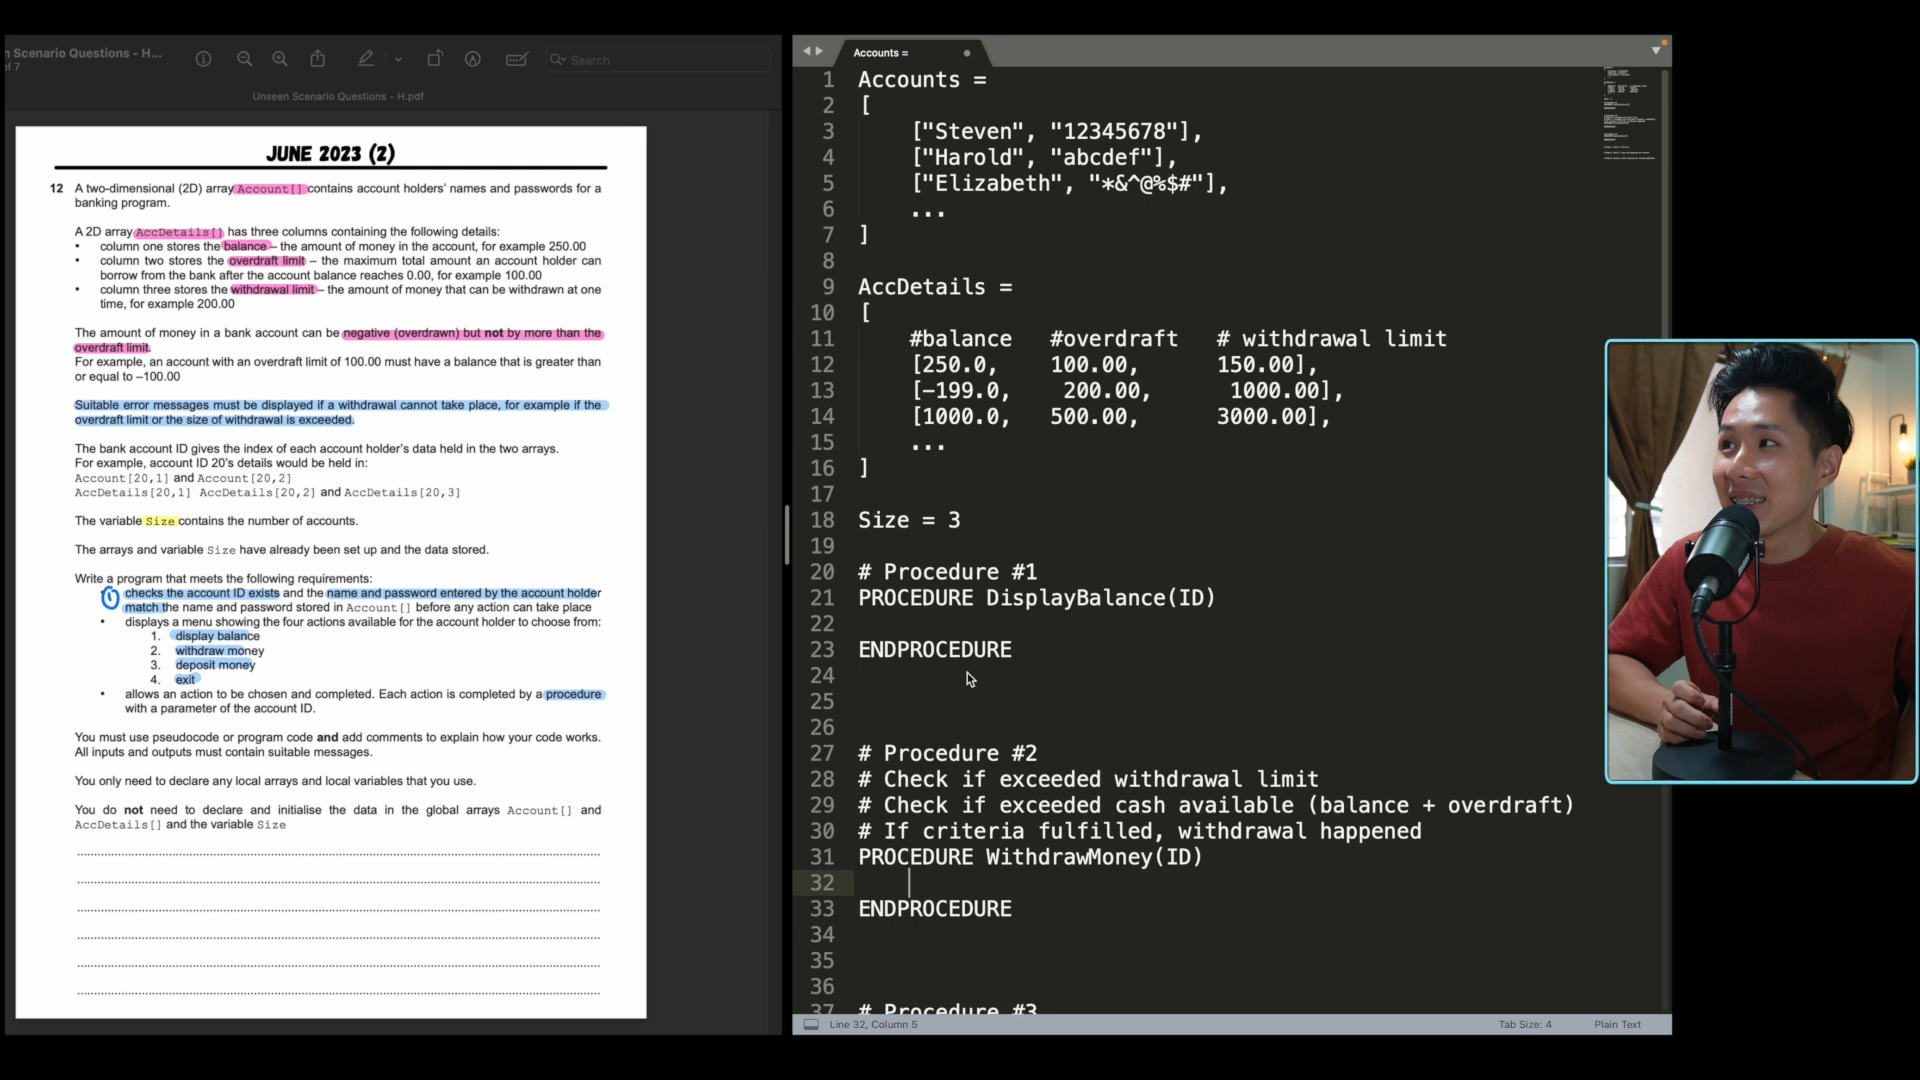 n Scenario Questions - H...
of 7
Search
Unseen Scenario Questions - H.pdf
JUNE 2023 (2)
12 A two-dimensional (2D) array Account[] contains account holders' names and passwords for a
banking program.
A 2D array AccDetails[] has three columns containing the following details:
• column one stores the balance – the amount of money in the account, for example 250.00
• column two stores the overdraft limit – the maximum total amount an account holder can
borrow from the bank after the account balance reaches 0.00, for example 100.00
• column three stores the withdrawal limit – the amount of money that can be withdrawn at one
time, for example 200.00
The amount of money in a bank account can be negative (overdrawn) but not by more than the
overdraft limit.
For example, an account with an overdraft limit of 100.00 must have a balance that is greater than
or equal to –100.00
Suitable error messages must be displayed if a withdrawal cannot take place, for example if the
overdraft limit or the size of withdrawal is exceeded.
The bank account ID gives the index of each account holder's data held in the two arrays.
For example, account ID 20's details would be held in:
Account[20,1] and Account[20,2]
AccDetails[20,1] AccDetails[20,2] and AccDetails[20,3]
The variable Size contains the number of accounts.
The arrays and variable Size have already been set up and the data stored.
Write a program that meets the following requirements:
1 checks the account ID exists and the name and password entered by the account holder
match the name and password stored in Account[] before any action can take place
• displays a menu showing the four actions available for the account holder to choose from:
1. display balance
2. withdraw money
3. deposit money
4. exit
• allows an action to be chosen and completed. Each action is completed by a procedure
with a parameter of the account ID.
You must use pseudocode or program code and add comments to explain how your code works.
All inputs and outputs must contain suitable messages.
You only need to declare any local arrays and local variables that you use.
You do not need to declare and initialise the data in the global arrays Account[] and
AccDetails[] and the variable Size
Accounts =
1 Accounts =
2 [
3 ["Steven", "12345678"],
4 ["Harold", "abcdef"],
5 ["Elizabeth", "*&^@%$#"],
6 ...
7 ]
8
9 AccDetails =
10 [
11 #balance #overdraft # withdrawal limit
12 [250.0, 100.00, 150.00],
13 [-199.0, 200.00, 1000.00],
14 [1000.0, 500.00, 3000.00],
15 ...
16 ]
17
18 Size = 3
19
20 # Procedure #1
21 PROCEDURE DisplayBalance(ID)
22
23 ENDPROCEDURE
24
25
26
27 # Procedure #2
28 # Check if exceeded withdrawal limit
29 # Check if exceeded cash available (balance + overdraft)
30 # If criteria fulfilled, withdrawal happened
31 PROCEDURE WithdrawMoney(ID)
32
33 ENDPROCEDURE
34
35
36
37 # Procedure #3
Line 32, Column 5
Tab Size: 4
Plain Text